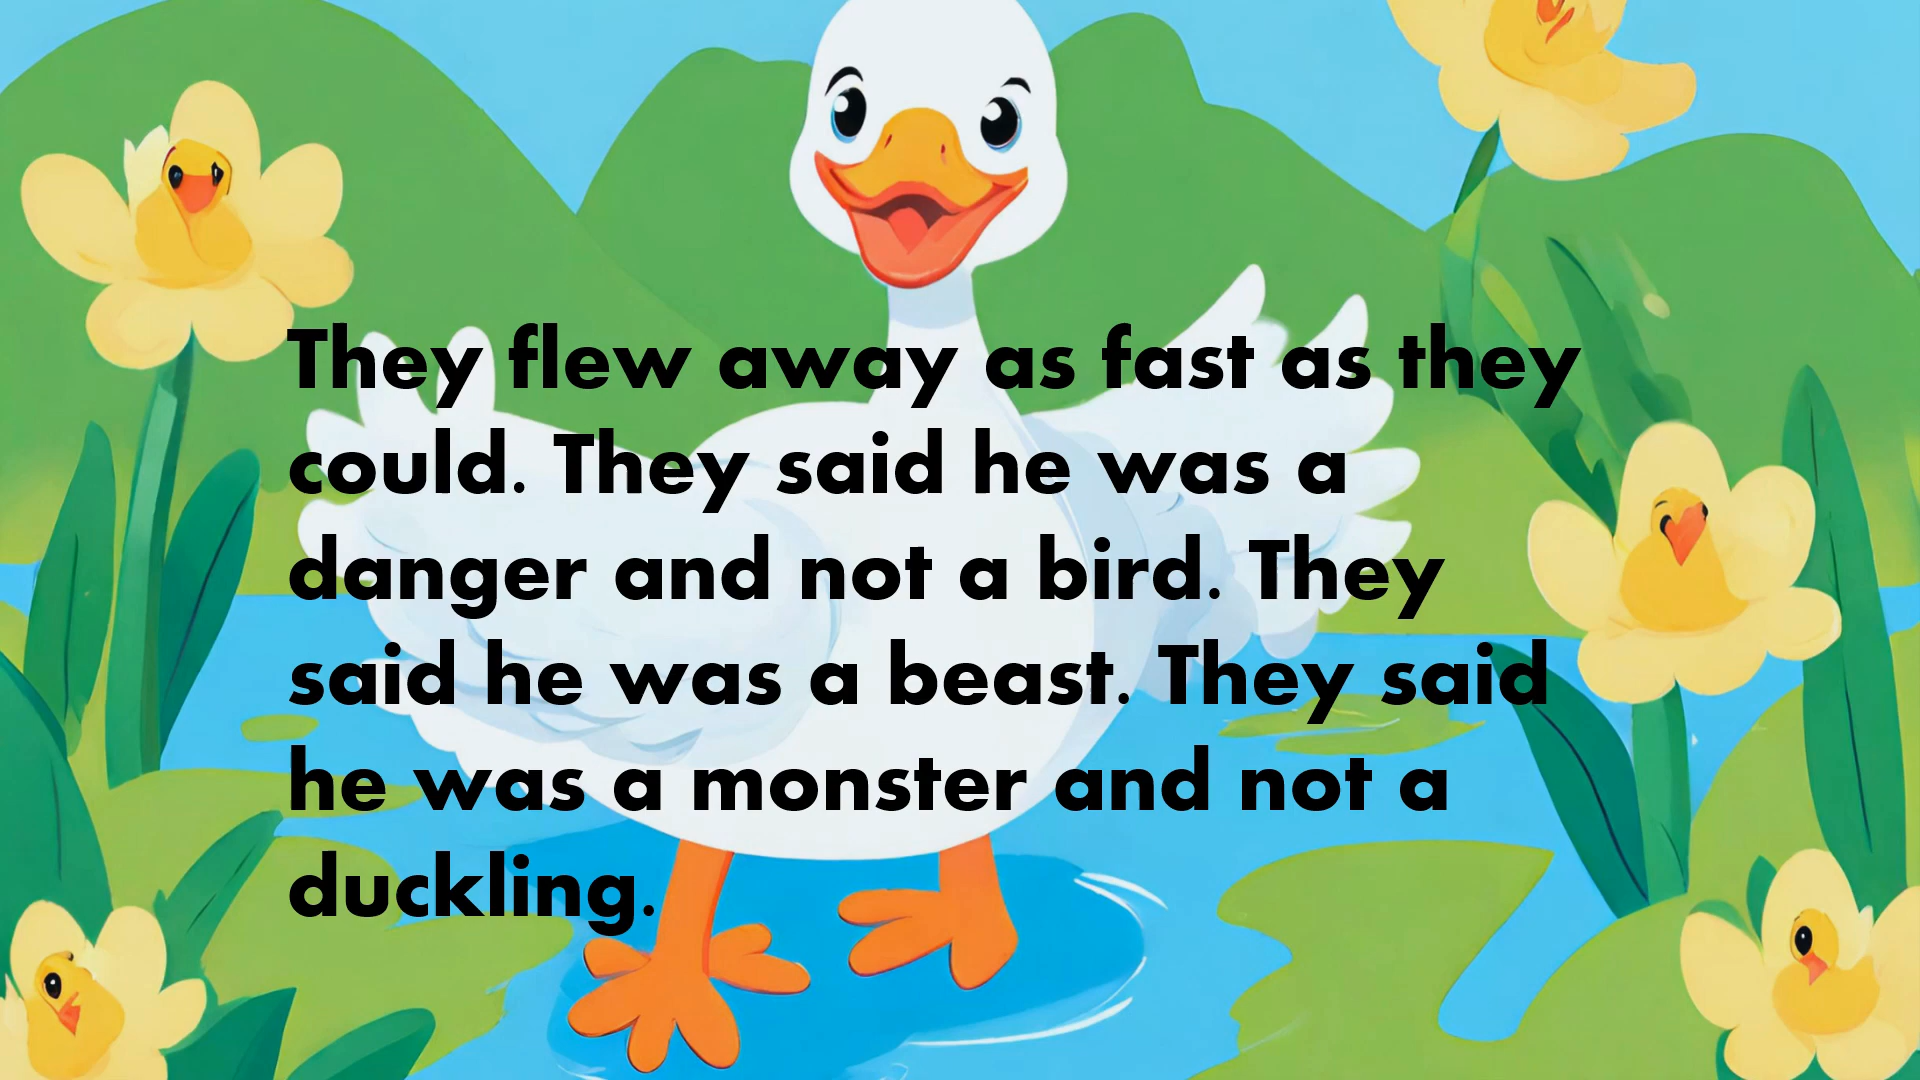 They flew away as fast as they
could. They said he was a
danger and not a bird. They
said he was a beast. They said
he was a monster and not a
duckling.